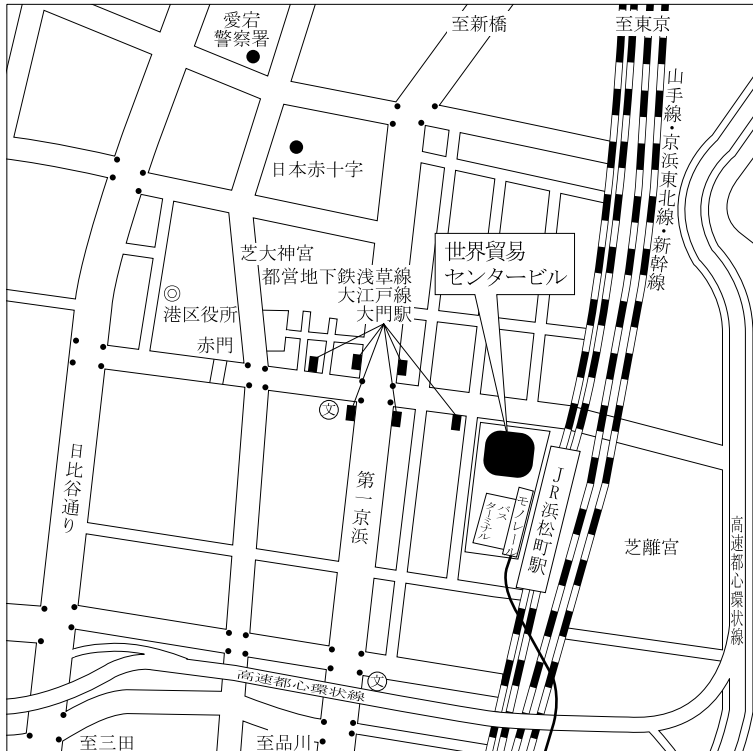 愛宕
警察署
至新橋
至東京
山手線・京浜東北線・新幹線
日本赤十字
芝大神宮
都営地下鉄浅草線
大江戸線
大門駅
世界貿易
センタービル
港区役所
赤門
文
日比谷通り
第一京浜
バス
ターミナル
モノレール
JR浜松町駅
芝離宮
高速都心環状線
文
高速都心環状線
至三田
至品川